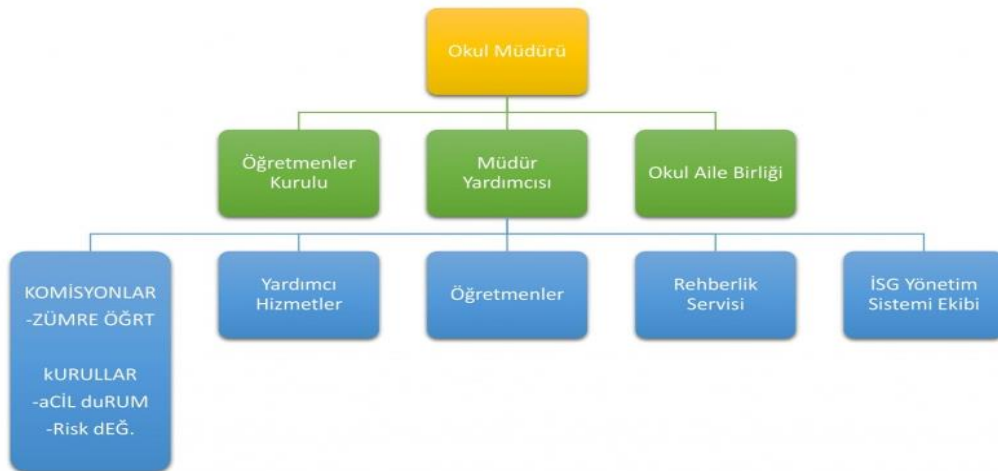 Okul Müdürü
Öğretmenler
Kurulu
Müdür
Yardımcısı
Okul Aile Birliği
KOMİSYONLAR
-ZÜMRE ÖĞRT
kURULLAR
-aCİL duRUM
-Risk dEĞ.
Yardımcı
Hizmetler
Öğretmenler
Rehberlik
Servisi
İSG Yönetim
Sistemi Ekibi